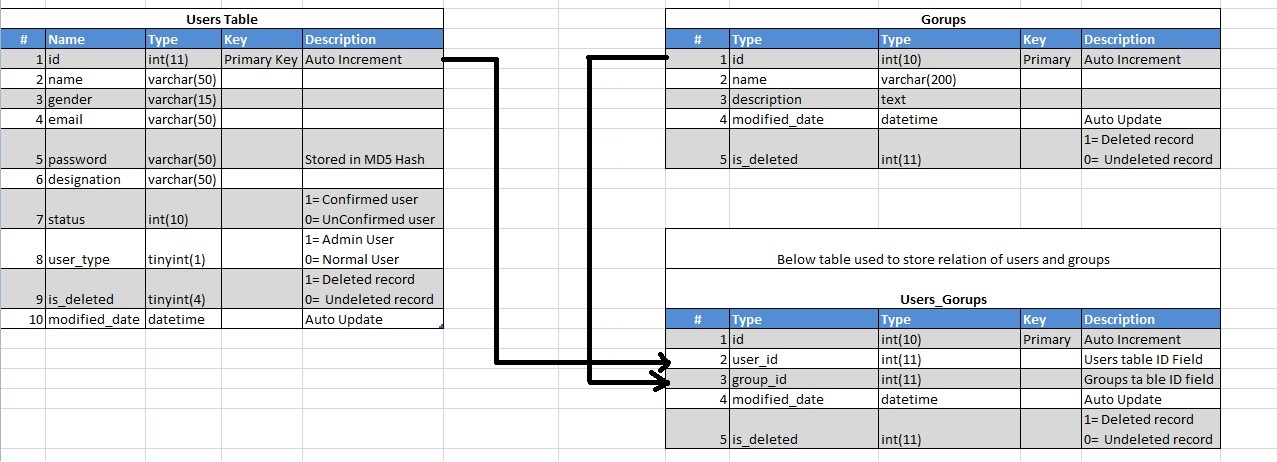 Users Table
# Name Type Key Description
1 id int(11) Primary Key Auto Increment
2 name varchar(50)
3 gender varchar(15)
4 email varchar(50)
5 password varchar(50) Stored in MD5 Hash
6 designation varchar(50)
1= Confirmed user
7 status int(10) 0= UnConfirmed user
1= Admin User
8 user_type tinyint(1) 0= Normal User
1= Deleted record
9 is_deleted tinyint(4) 0= Undeleted record
10 modified_date datetime Auto Update
Gorups
# Type Type Key Description
1 id int(10) Primary Auto Increment
2 name varchar(200)
3 description text
4 modified_date datetime Auto Update
1= Deleted record
5 is_deleted int(11) 0= Undeleted record
Below table used to store relation of users and groups
Users_Gorups
# Type Type Key Description
1 id int(10) Primary Auto Increment
2 user_id int(11) Users table ID Field
3 group_id int(11) Groups ta ble ID field
4 modified_date datetime Auto Update
1= Deleted record
5 is_deleted int(11) 0= Undeleted record